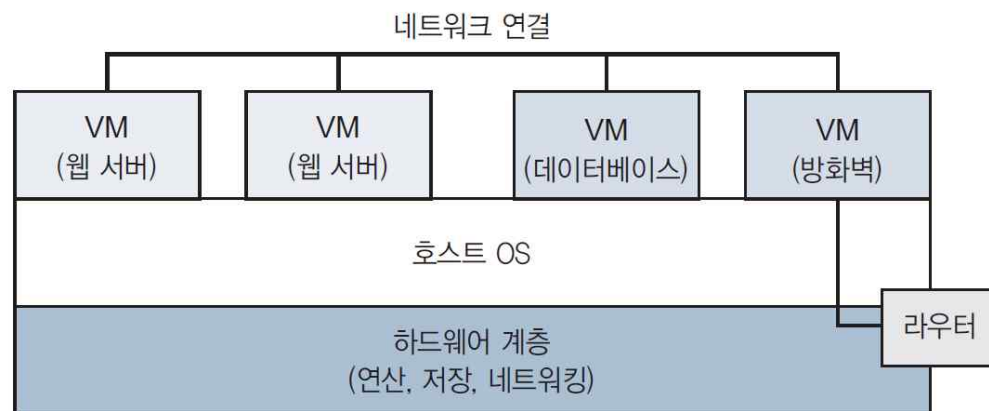 네트워크 연결
VM
(웹 서버)
VM
(웹 서버)
VM
(데이터베이스)
VM
(방화벽)
호스트 OS
라우터
하드웨어 계층
(연산, 저장, 네트워킹)